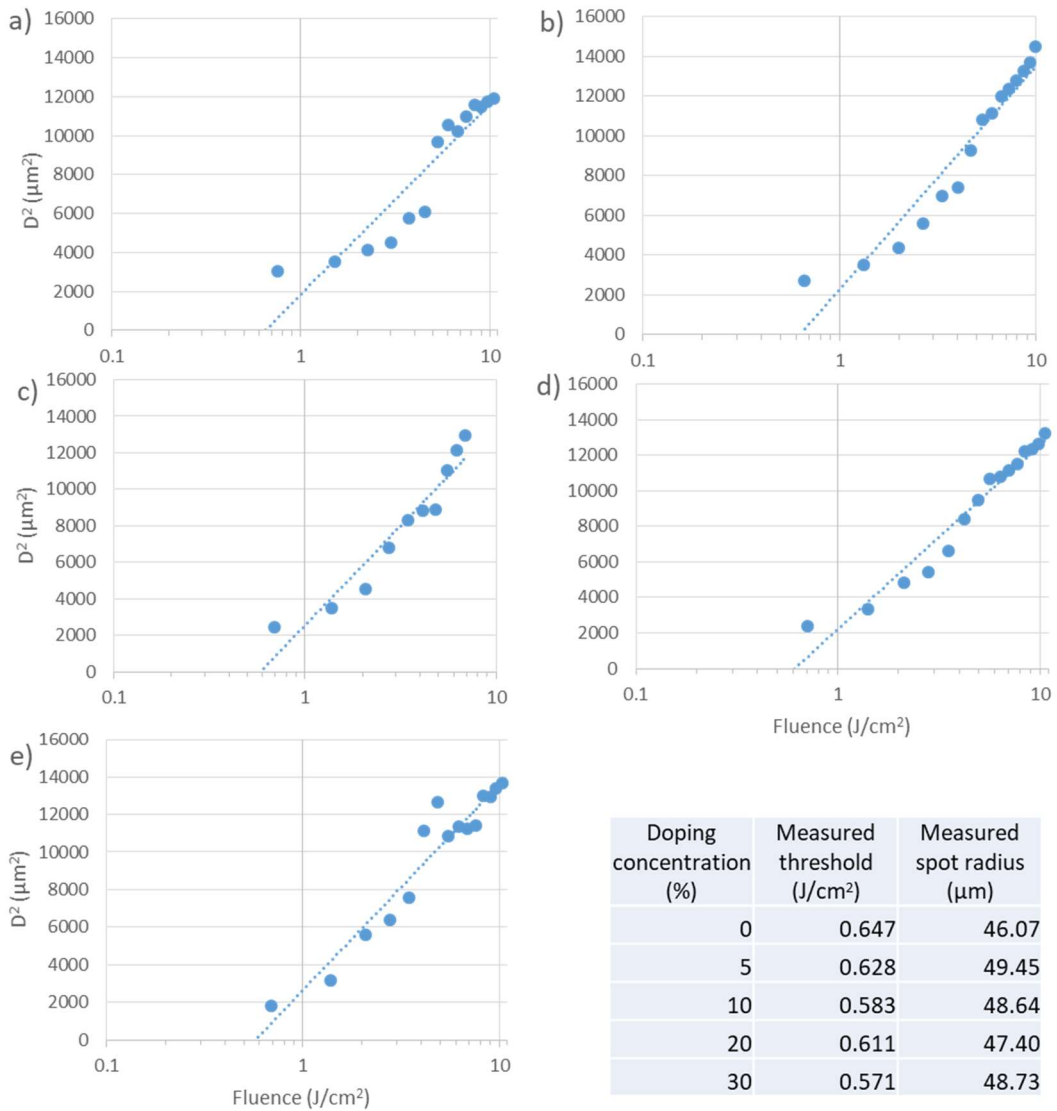 a)
16000
14000
12000
10000
8000
6000
4000
2000
0
D² (µm²)
0.1 1 10
b)
16000
14000
12000
10000
8000
6000
4000
2000
0
0.1 1 10
c)
16000
14000
12000
10000
8000
6000
4000
2000
0
D² (µm²)
0.1 1 10
d)
16000
14000
12000
10000
8000
6000
4000
2000
0
0.1 1 10
Fluence (J/cm²)
e)
16000
14000
12000
10000
8000
6000
4000
2000
0
D² (µm²)
0.1 1 10
Fluence (J/cm²)
Doping Measured Measured
concentration threshold spot radius
(%) (J/cm²) (µm)
0 0.647 46.07
5 0.628 49.45
10 0.583 48.64
20 0.611 47.40
30 0.571 48.73